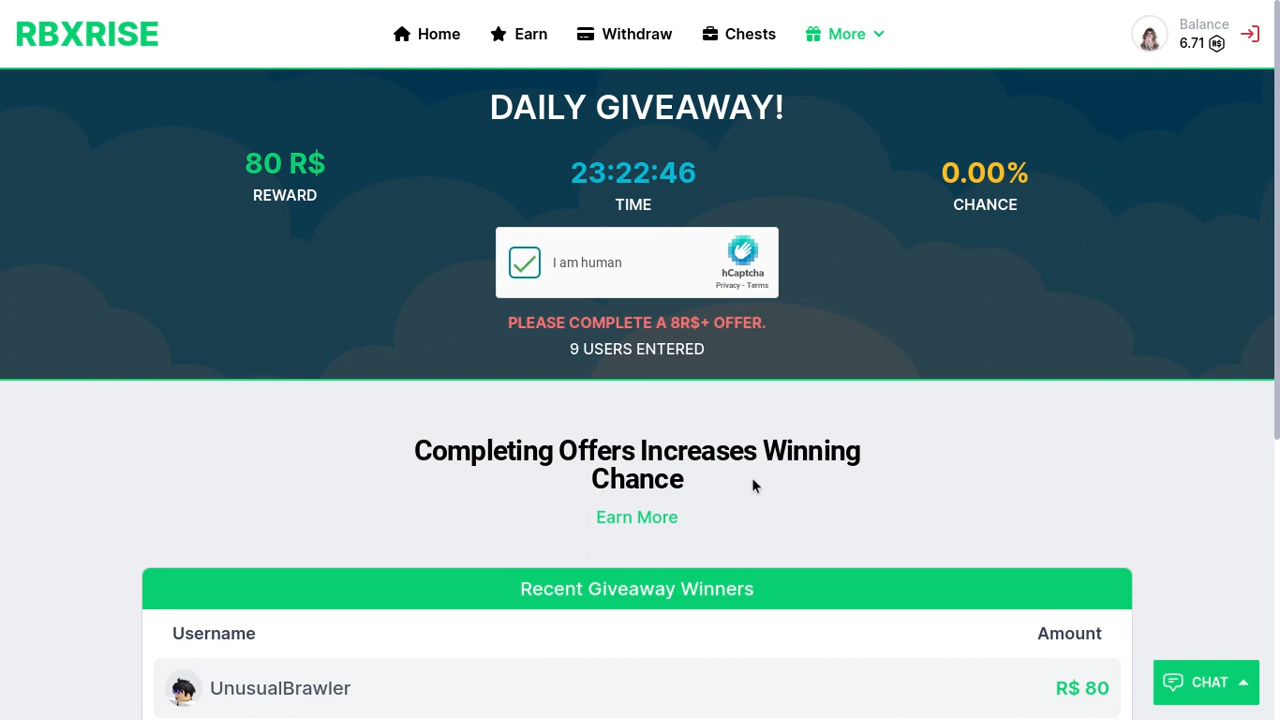 RBXRISE
Home
Earn
Withdraw
Chests
More
Balance
6.71 R$
DAILY GIVEAWAY!
80 R$
REWARD
23:22:46
TIME
0.00%
CHANCE
I am human
hCaptcha
Privacy - Terms
PLEASE COMPLETE A 8R$+ OFFER.
9 USERS ENTERED
Completing Offers Increases Winning
Chance
Earn More
Recent Giveaway Winners
Username
Amount
UnusualBrawler
R$ 80
CHAT